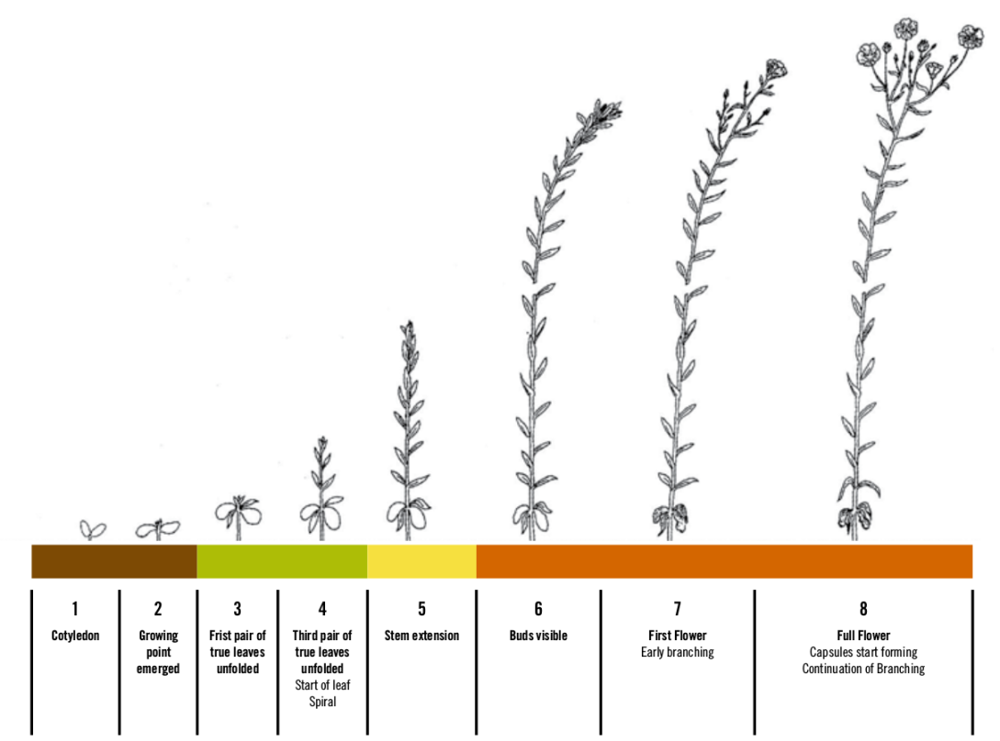 1
Cotyledon
2
Growing
point
emerged
3
Frist pair of
true leaves
unfolded
4
Third pair of
true leaves
unfolded
Start of leaf
Spiral
5
Stem extension
6
Buds visible
7
First Flower
Early branching
8
Full Flower
Capsules start forming
Continuation of Branching